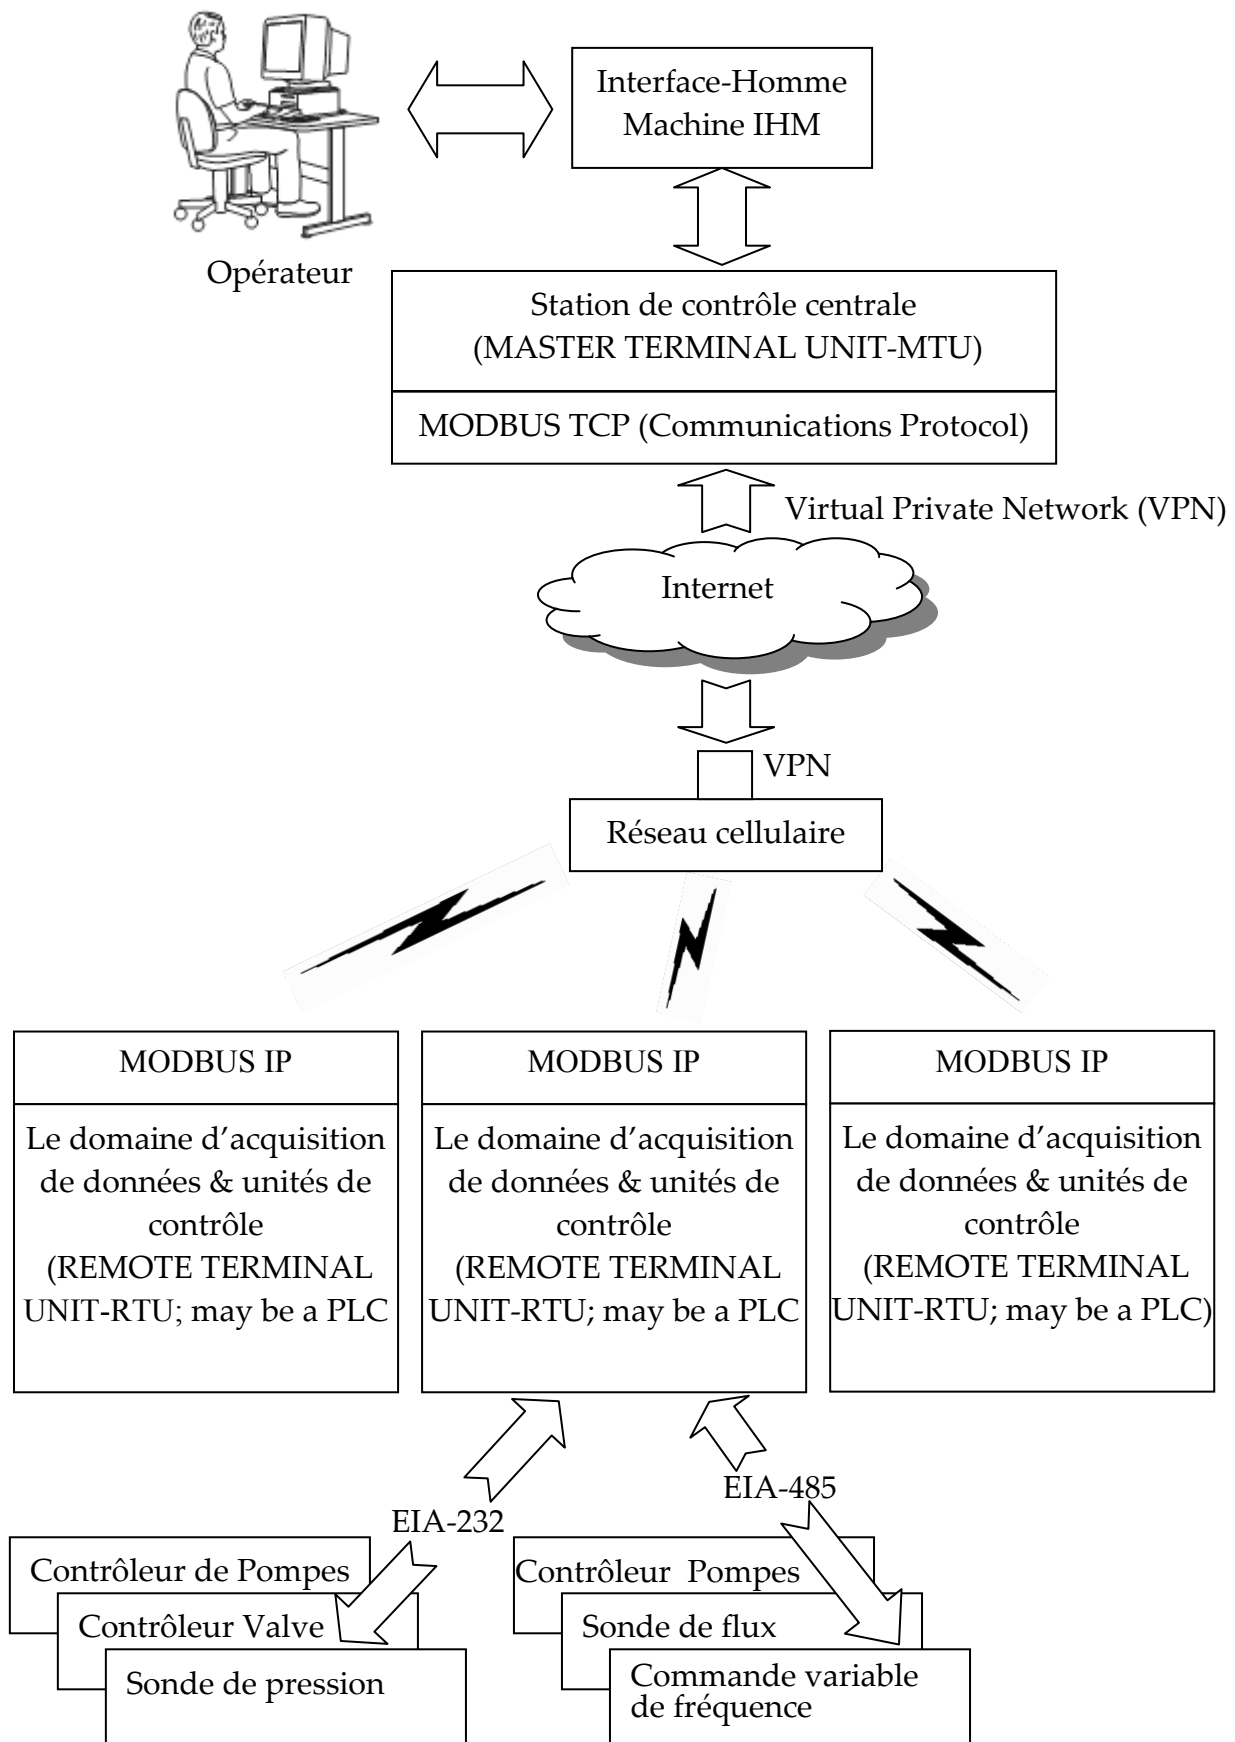 Interface-Homme
Machine IHM
Opérateur
Station de contrôle centrale
(MASTER TERMINAL UNIT-MTU)
MODBUS TCP (Communications Protocol)
Virtual Private Network (VPN)
Internet
VPN
Réseau cellulaire
MODBUS IP
Le domaine d’acquisition
de données & unités de
contrôle
(REMOTE TERMINAL
UNIT-RTU; may be a PLC
MODBUS IP
Le domaine d’acquisition
de données & unités de
contrôle
(REMOTE TERMINAL
UNIT-RTU; may be a PLC
MODBUS IP
Le domaine d’acquisition
de données & unités de
contrôle
(REMOTE TERMINAL
UNIT-RTU; may be a PLC)
EIA-232
EIA-485
Contrôleur de Pompes
Contrôleur Valve
Sonde de pression
Contrôleur Pompes
Sonde de flux
Commande variable
de fréquence